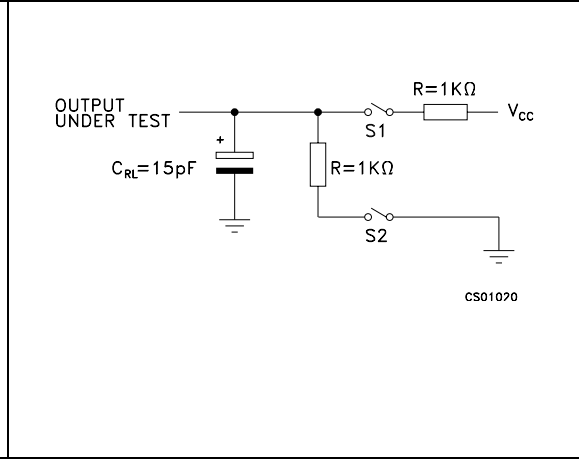 R=1KΩ
OUTPUT
UNDER TEST
VCC
S1
+
CRL=15pF
R=1KΩ
S2
CS01020